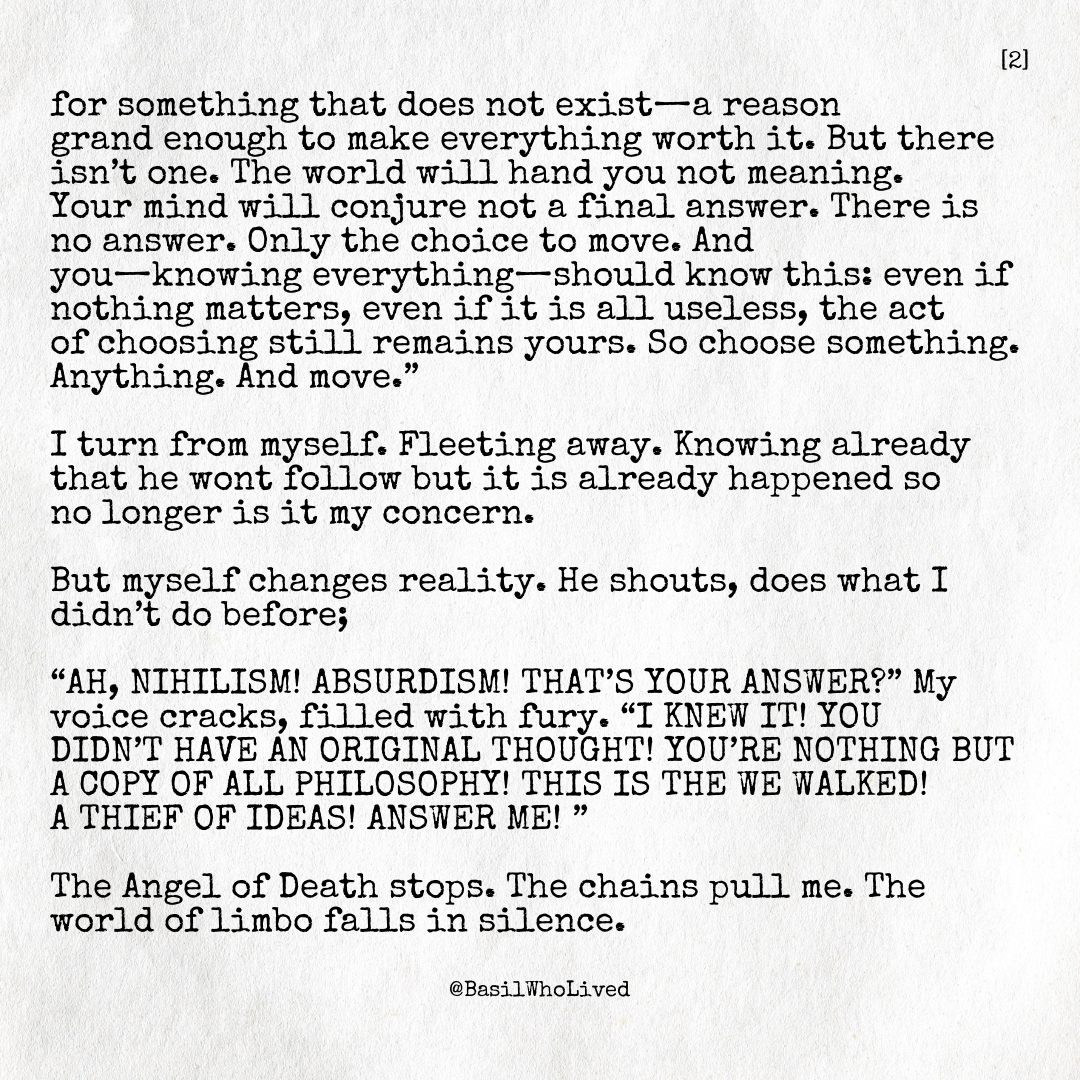 [2]
for something that does not exist—a reason
grand enough to make everything worth it. But there
isn’t one. The world will hand you not meaning.
Your mind will conjure not a final answer. There is
no answer. Only the choice to move. And
you—knowing everything—should know this: even if
nothing matters, even if it is all useless, the act
of choosing still remains yours. So choose something.
Anything. And move.”
I turn from myself. Fleeting away. Knowing already
that he wont follow but it is already happened so
no longer is it my concern.
But myself changes reality. He shouts, does what I
didn’t do before;
“AH, NIHILISM! ABSURDISM! THAT’S YOUR ANSWER?” My
voice cracks, filled with fury. “I KNEW IT! YOU
DIDN’T HAVE AN ORIGINAL THOUGHT! YOU’RE NOTHING BUT
A COPY OF ALL PHILOSOPHY! THIS IS THE WE WALKED!
A THIEF OF IDEAS! ANSWER ME! ”
The Angel of Death stops. The chains pull me. The
world of limbo falls in silence.
@BasilWhoLived